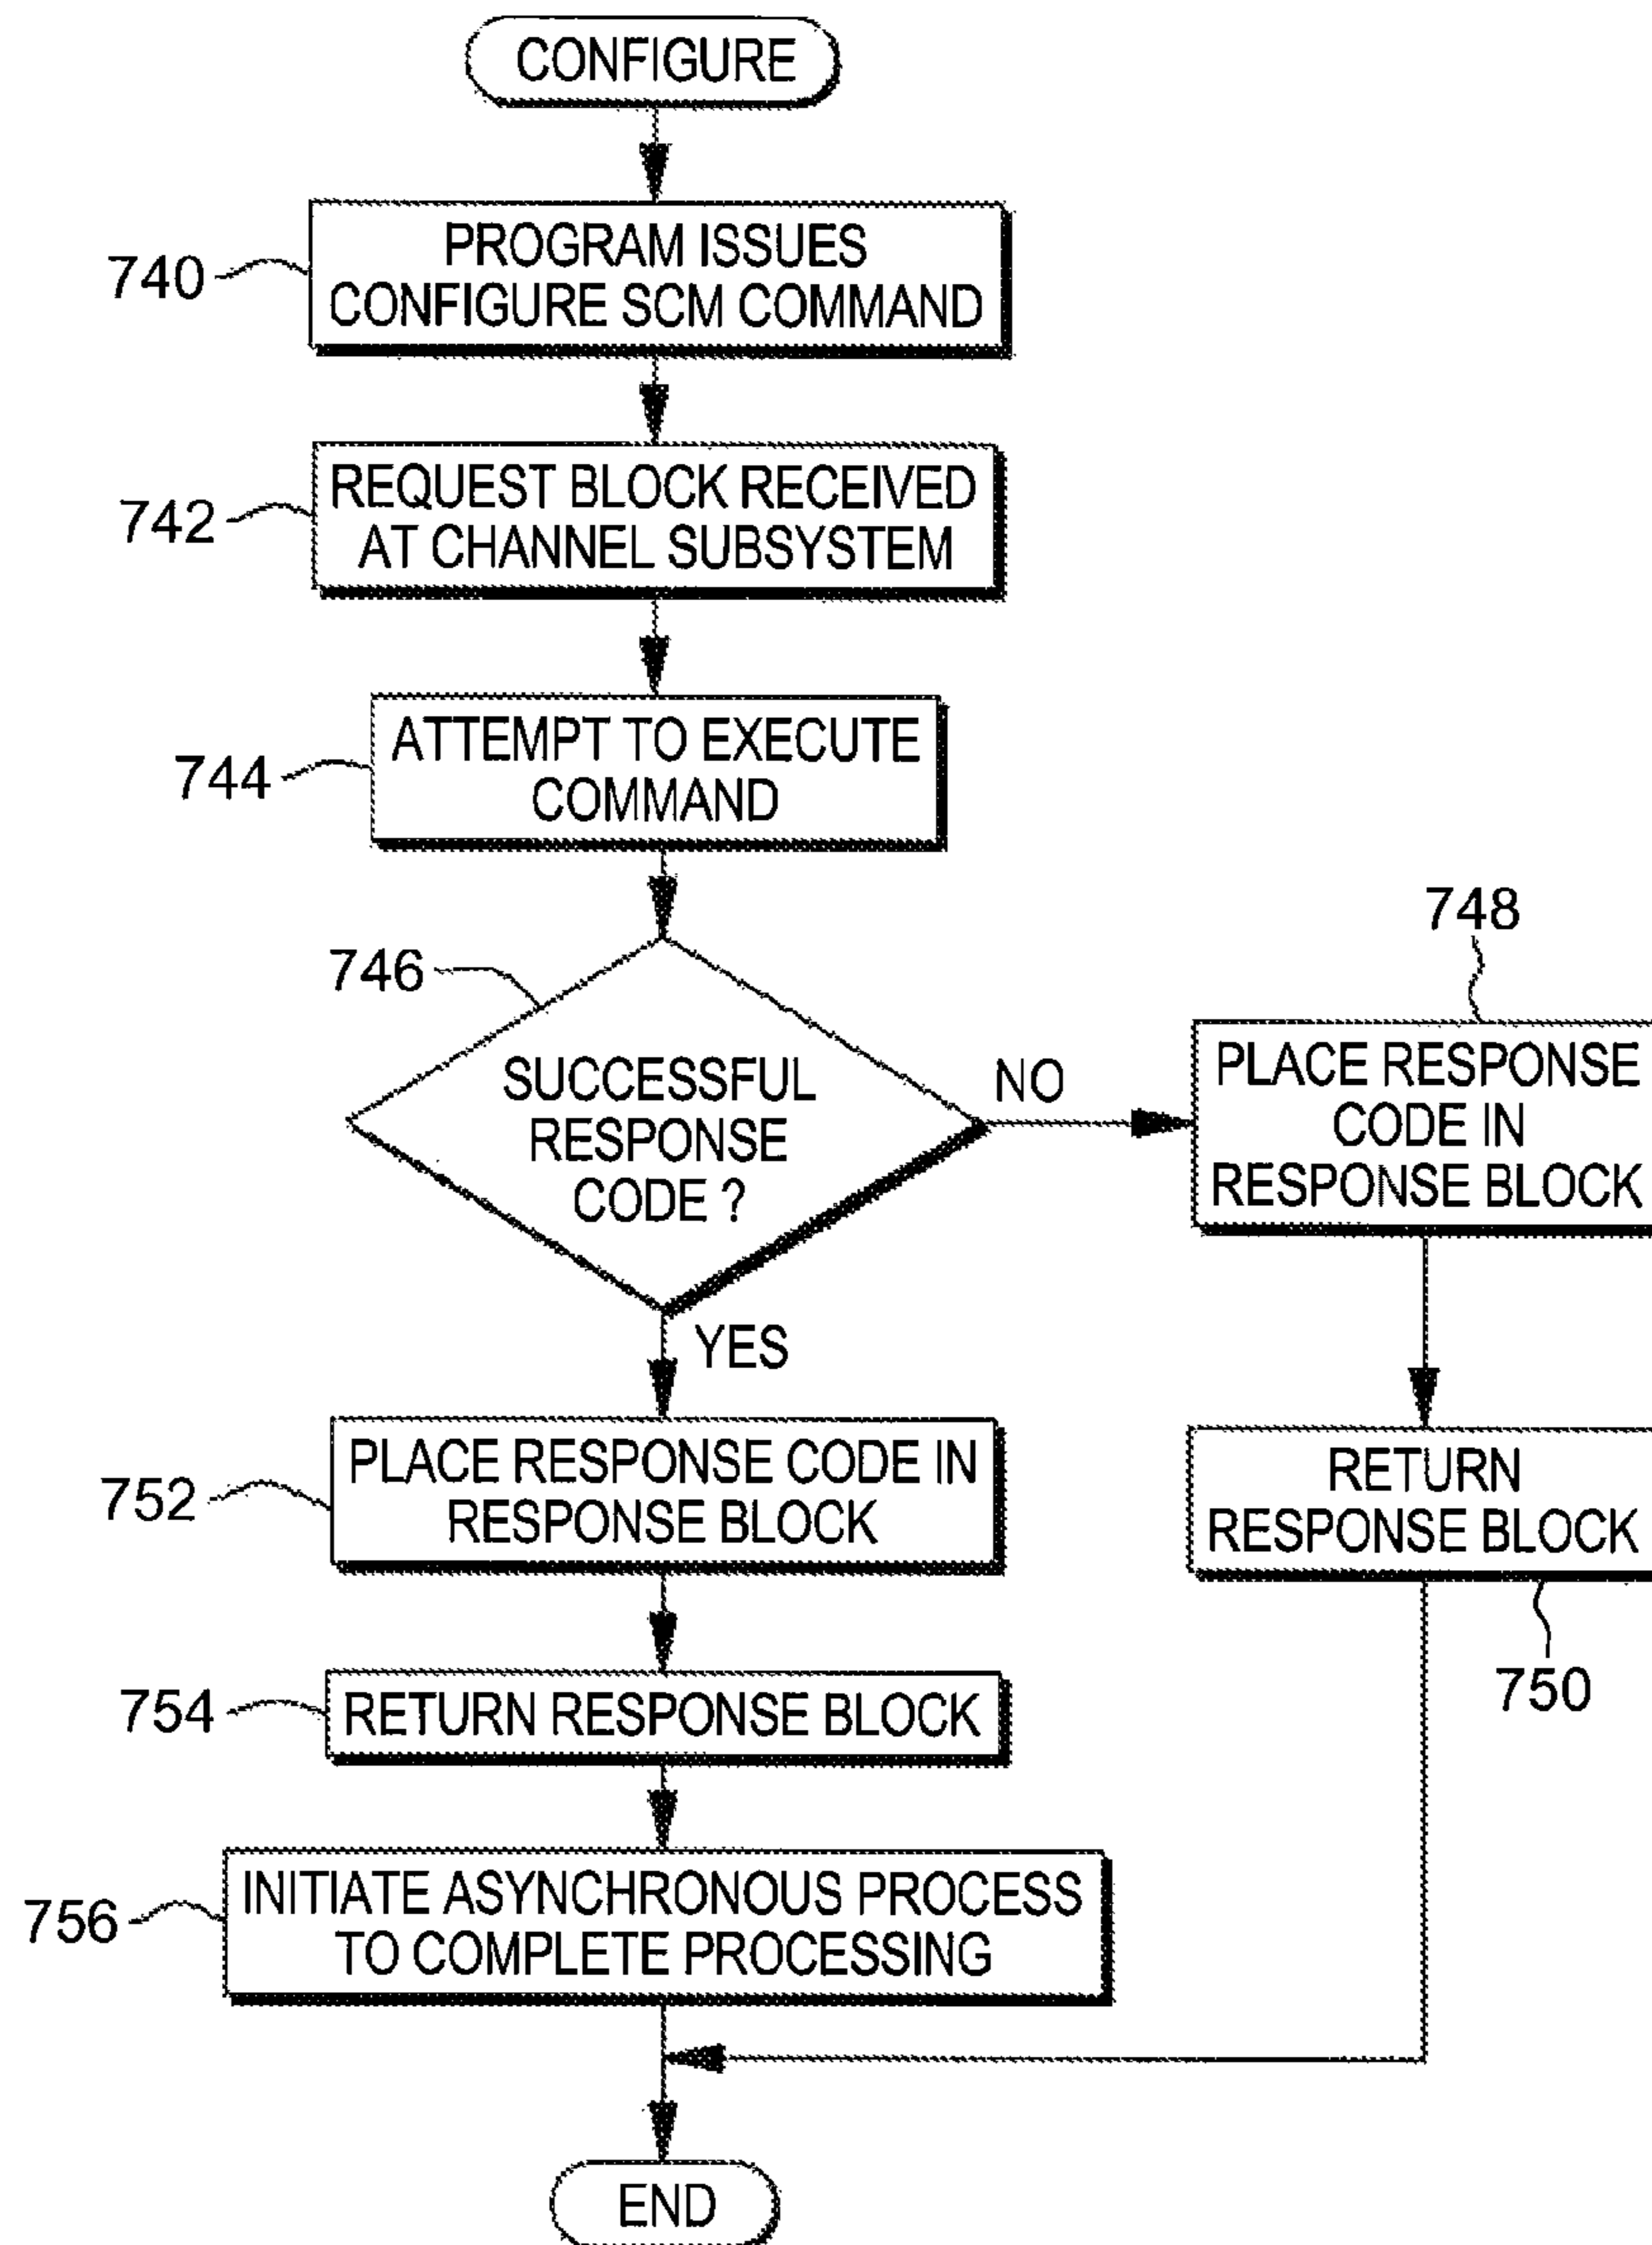 CONFIGURE
740
PROGRAM ISSUES
CONFIGURE SCM COMMAND
742
REQUEST BLOCK RECEIVED
AT CHANNEL SUBSYSTEM
744
ATTEMPT TO EXECUTE
COMMAND
746
SUCCESSFUL
RESPONSE
CODE ?
NO
748
PLACE RESPONSE
CODE IN
RESPONSE BLOCK
YES
752
PLACE RESPONSE CODE IN
RESPONSE BLOCK
RETURN
RESPONSE BLOCK
750
754
RETURN RESPONSE BLOCK
756
INITIATE ASYNCHRONOUS PROCESS
TO COMPLETE PROCESSING
END